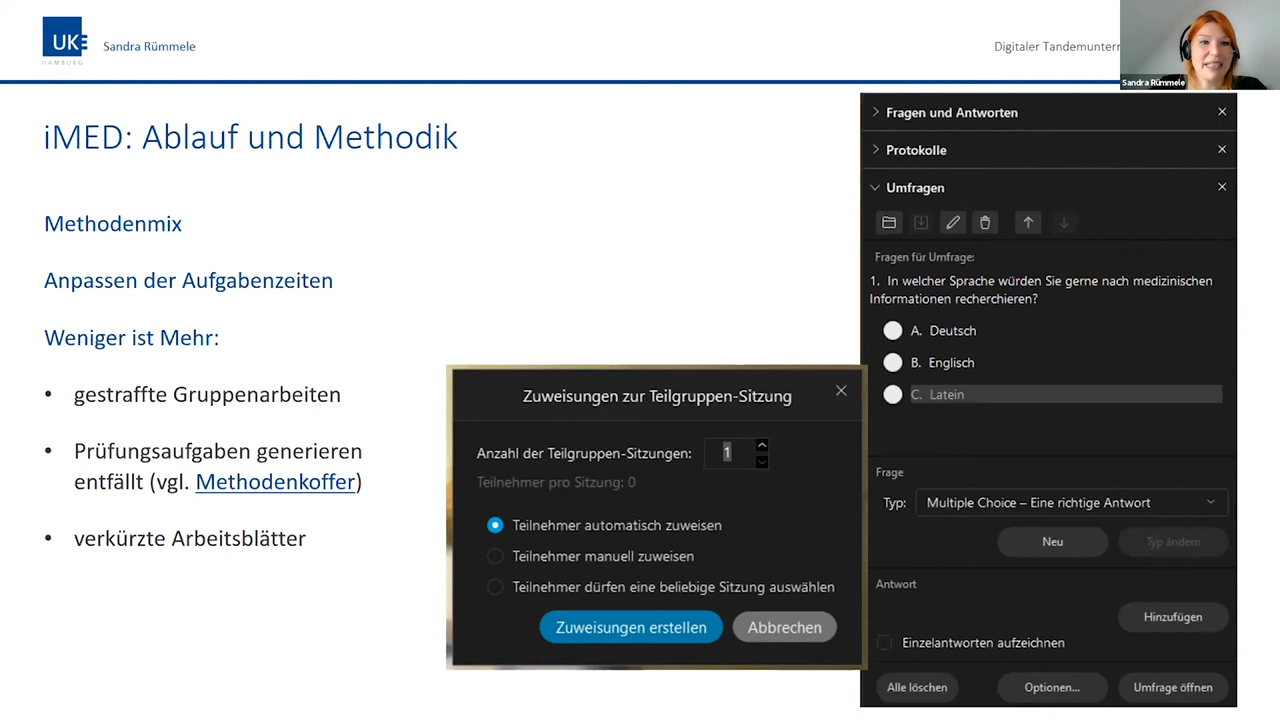 UKE
HAMBURG
Sandra Rümmele
Digitaler Tandemunterr
Sandra Rümmele
iMED: Ablauf und Methodik
Methodenmix
Anpassen der Aufgabenzeiten
Weniger ist Mehr:
• gestraffte Gruppenarbeiten
• Prüfungsaufgaben generieren
entfällt (vgl. Methodenkoffer)
• verkürzte Arbeitsblätter
Zuweisungen zur Teilgruppen-Sitzung
Anzahl der Teilgruppen-Sitzungen: 1
Teilnehmer pro Sitzung: 0
Teilnehmer automatisch zuweisen
Teilnehmer manuell zuweisen
Teilnehmer dürfen eine beliebige Sitzung auswählen
Zuweisungen erstellen
Abbrechen
Fragen und Antworten
Protokolle
Umfragen
Fragen für Umfrage:
1. In welcher Sprache würden Sie gerne nach medizinischen
Informationen recherchieren?
A. Deutsch
B. Englisch
C. Latein
Frage
Typ: Multiple Choice – Eine richtige Antwort
Neu
Typ ändern
Antwort
Hinzufügen
Einzelantworten aufzeichnen
Alle löschen
Optionen...
Umfrage öffnen